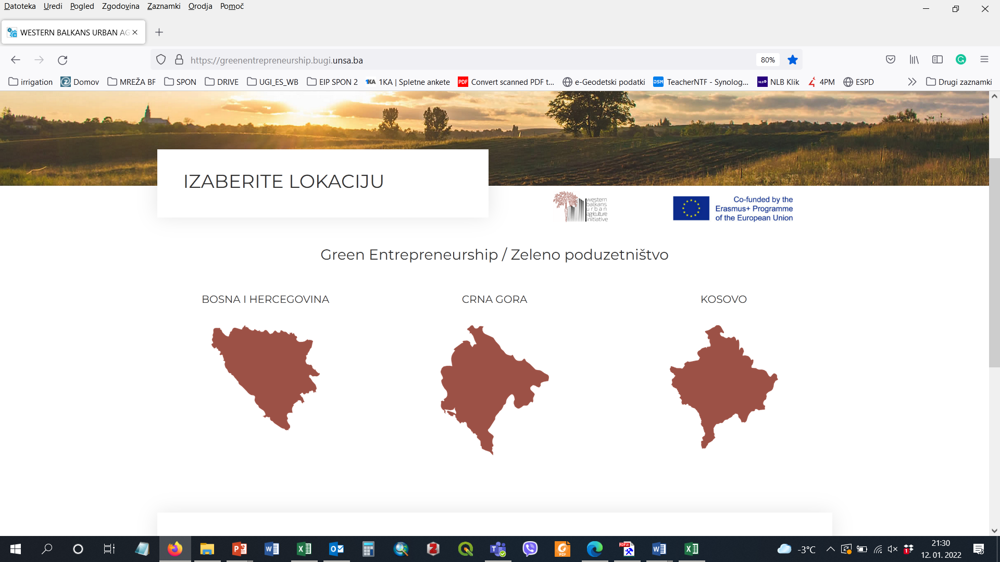 Datoteka Uredi Pogled Zgodovina Zaznamki Orodja Pomoč
WESTERN BALKANS URBAN AG
https://greenentrepreneurship.bugi.unsa.ba 80%
irrigation Domov MREŽA BF SPON DRIVE UGI_ES_WB EIP SPON 2 1KA | Spletne ankete Convert scanned PDF t... e-Geodetski podatki TeacherNTF - Synolog... NLB Klik 4PM ESPD Drugi zaznamki
IZABERITE LOKACIJU
western
balkans
urban
agriculture
initiative
Co-funded by the
Erasmus+ Programme
of the European Union
Green Entrepreneurship / Zeleno poduzetništvo
BOSNA I HERCEGOVINA CRNA GORA KOSOVO
-3°C
21:30
12. 01. 2022